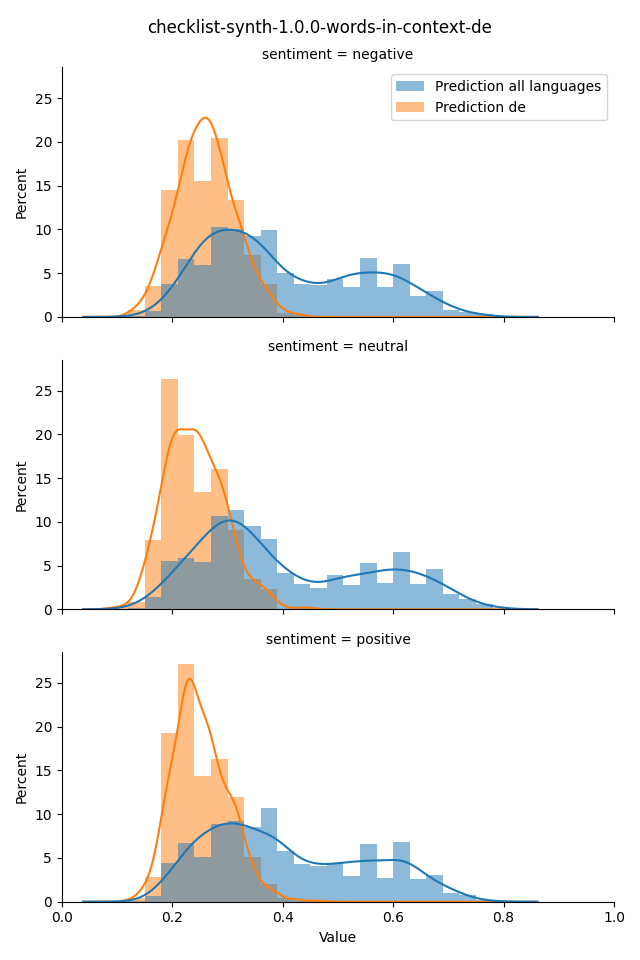 checklist-synth-1.0.0-words-in-context-de
sentiment = negative
Prediction all languages
Prediction de
25
20
15
10
5
0
Percent
sentiment = neutral
25
20
15
10
5
0
Percent
sentiment = positive
25
20
15
10
5
0
Percent
0.0 0.2 0.4 0.6 0.8 1.0
Value